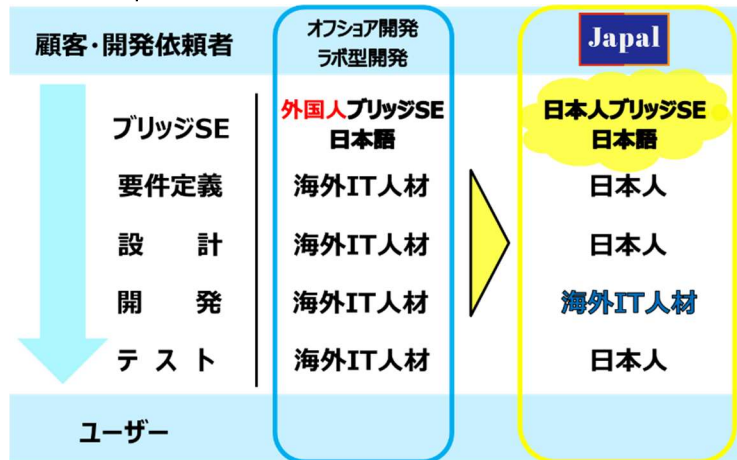 顧客・開発依頼者
オフショア開発
ラボ型開発
Japal
ブリッジSE
外国人ブリッジSE
日本語
日本人ブリッジSE
日本語
要件定義
海外IT人材
日本人
設 計
海外IT人材
日本人
開 発
海外IT人材
海外IT人材
テ ス ト
海外IT人材
日本人
ユーザー